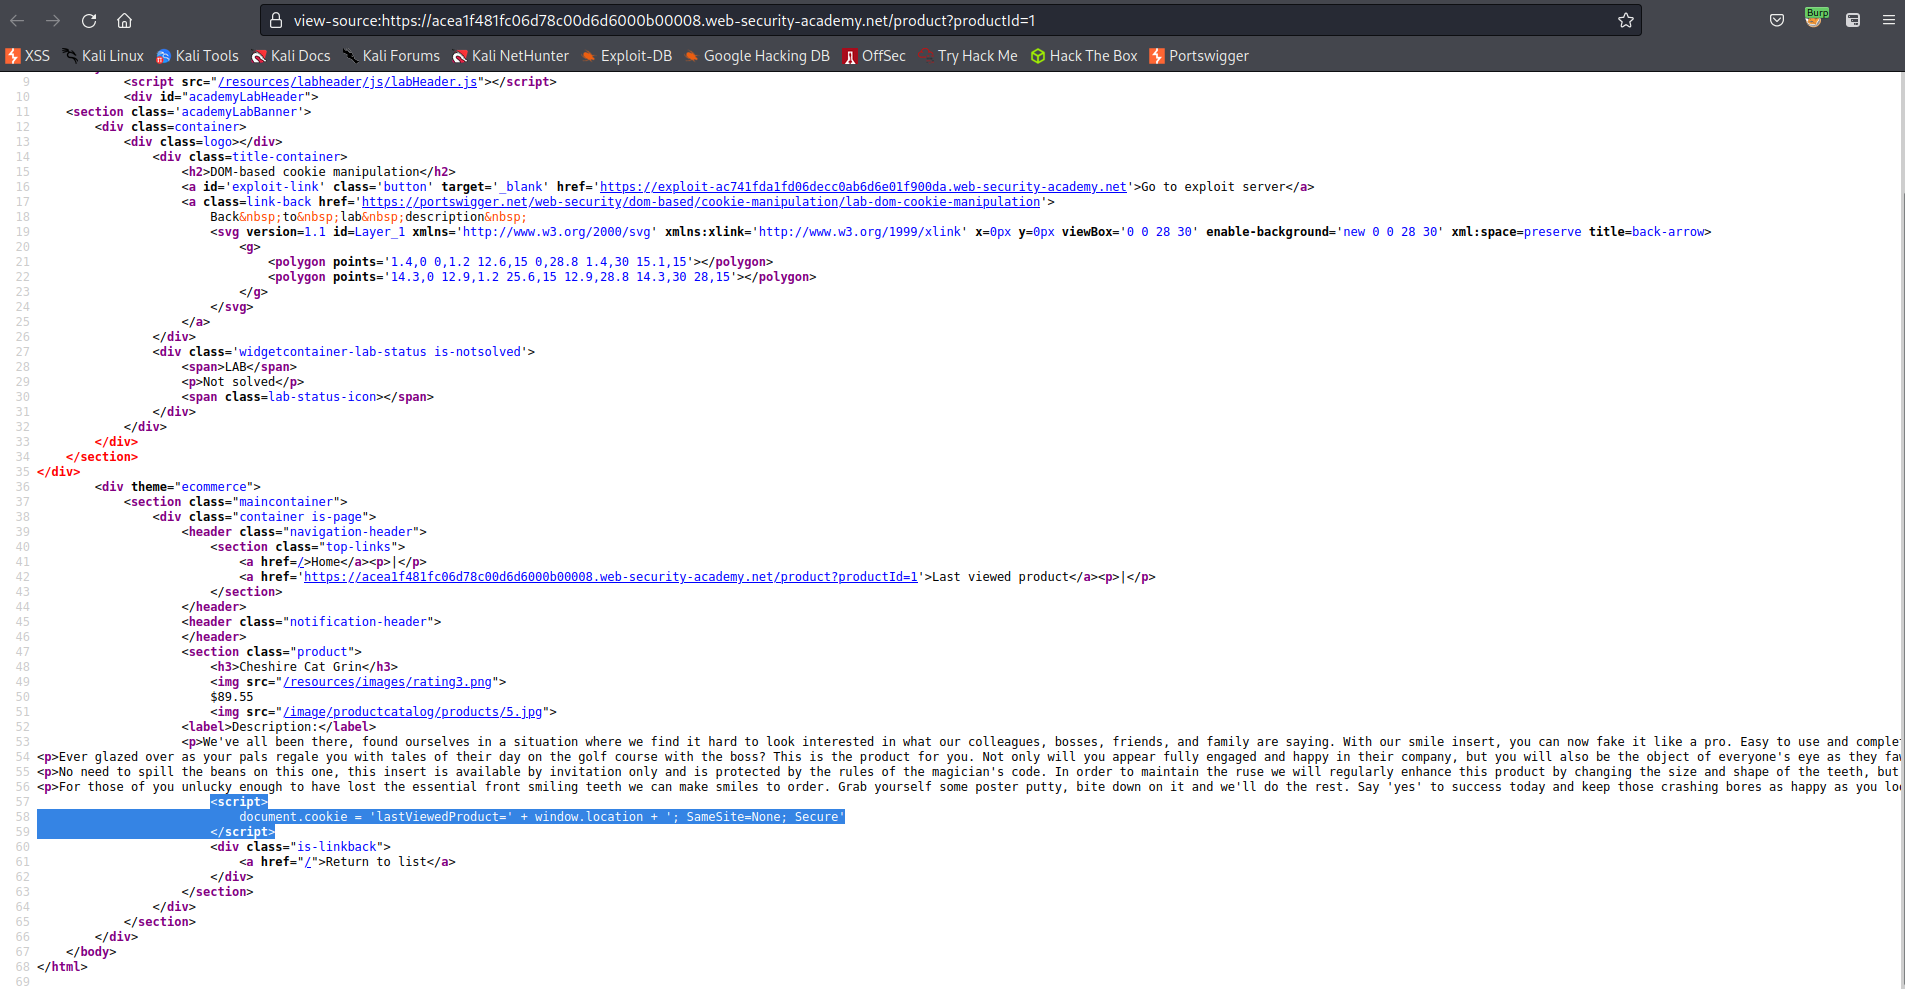 view-source:https://acea1f481fc06d78c00d6d6000b00008.web-security-academy.net/product?productId=1
Burp
XSS Kali Linux Kali Tools Kali Docs Kali Forums Kali NetHunter Exploit-DB Google Hacking DB OffSec Try Hack Me Hack The Box Portswigger
9 <script src="/resources/labheader/js/labHeader.js"></script>
10 <div id="academyLabHeader">
11 <section class='academyLabBanner'>
12 <div class=container>
13 <div class=logo></div>
14 <div class=title-container>
15 <h2>DOM-based cookie manipulation</h2>
16 <a id='exploit-link' class='button' target='_blank' href='https://exploit-ac741fda1fd06decc0ab6d6e01f900da.web-security-academy.net'>Go to exploit server</a>
17 <a class=link-back href='https://portswigger.net/web-security/dom-based/cookie-manipulation/lab-dom-cookie-manipulation'>
18 Back&nbsp;to&nbsp;lab&nbsp;description&nbsp;
19 <svg version=1.1 id=Layer_1 xmlns='http://www.w3.org/2000/svg' xmlns:xlink='http://www.w3.org/1999/xlink' x=0px y=0px viewBox='0 0 28 30' enable-background='new 0 0 28 30' xml:space=preserve title=back-arrow>
20 <g>
21 <polygon points='1.4,0 0,1.2 12.6,15 0,28.8 1.4,30 15.1,15'></polygon>
22 <polygon points='14.3,0 12.9,1.2 25.6,15 12.9,28.8 14.3,30 28,15'></polygon>
23 </g>
24 </svg>
25 </a>
26 </div>
27 <div class='widgetcontainer-lab-status is-notsolved'>
28 <span>LAB</span>
29 <p>Not solved</p>
30 <span class=lab-status-icon></span>
31 </div>
32 </div>
33 </div>
34 </section>
35 </div>
36 <div theme="ecommerce">
37 <section class="maincontainer">
38 <div class="container is-page">
39 <header class="navigation-header">
40 <section class="top-links">
41 <a href=/>Home</a><p>|</p>
42 <a href='https://acea1f481fc06d78c00d6d6000b00008.web-security-academy.net/product?productId=1'>Last viewed product</a><p>|</p>
43 </section>
44 </header>
45 <header class="notification-header">
46 </header>
47 <section class="product">
48 <h3>Cheshire Cat Grin</h3>
49 <img src="/resources/images/rating3.png">
50 $89.55
51 <img src="/image/productcatalog/products/5.jpg">
52 <label>Description:</label>
53 <p>We've all been there, found ourselves in a situation where we find it hard to look interested in what our colleagues, bosses, friends, and family are saying. With our smile insert, you can now fake it like a pro. Easy to use and complet
54 <p>Ever glazed over as your pals regale you with tales of their day on the golf course with the boss? This is the product for you. Not only will you appear fully engaged and happy in their company, but you will also be the object of everyone's eye as they faw
55 <p>No need to spill the beans on this one, this insert is available by invitation only and is protected by the rules of the magician's code. In order to maintain the ruse we will regularly enhance this product by changing the size and shape of the teeth, but
56 <p>For those of you unlucky enough to have lost the essential front smiling teeth we can make smiles to order. Grab yourself some poster putty, bite down on it and we'll do the rest. Say 'yes' to success today and keep those crashing bores as happy as you loo
57 <script>
58 document.cookie = 'lastViewedProduct=' + window.location + '; SameSite=None; Secure'
59 </script>
60 <div class="is-linkback">
61 <a href="/">Return to list</a>
62 </div>
63 </section>
64 </div>
65 </section>
66 </div>
67 </body>
68 </html>
69